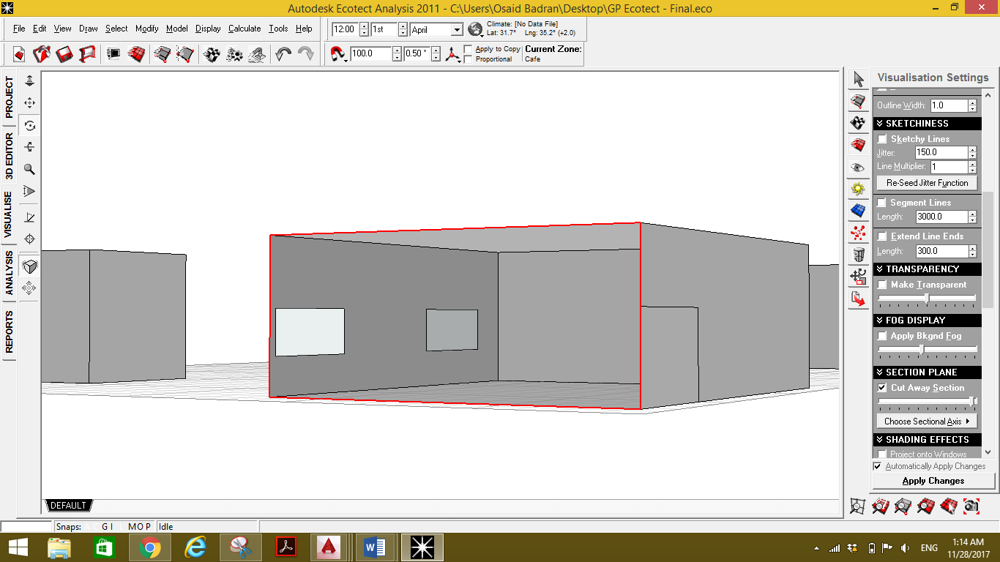 Autodesk Ecotect Analysis 2011 - C:\Users\Osaid Badran\Desktop\GP Ecotect - Final.eco
File Edit View Draw Select Modify Model Display Calculate Tools Help
12:00 1st April
Climate: [No Data File]
Lat: 31.7° Lng: 35.2° (+2.0)
100.0 0.50 °
Apply to Copy
Proportional
Current Zone:
Cafe
PROJECT
3D EDITOR
VISUALISE
ANALYSIS
REPORTS
Visualisation Settings
Outline Width: 1.0
SKETCHINESS
Sketchy Lines
Jitter: 150.0
Line Multiplier: 1
Re-Seed Jitter Function
Segment Lines
Length: 3000.0
Extend Line Ends
Length: 300.0
TRANSPARENCY
Make Transparent
FOG DISPLAY
Apply Bkgnd Fog
SECTION PLANE
Cut Away Section
Choose Sectional Axis
SHADING EFFECTS
Project onto Windows
Automatically Apply Changes
Apply Changes
DEFAULT
Snaps: A C G I L M O P Idle
ENG
1:14 AM
11/28/2017